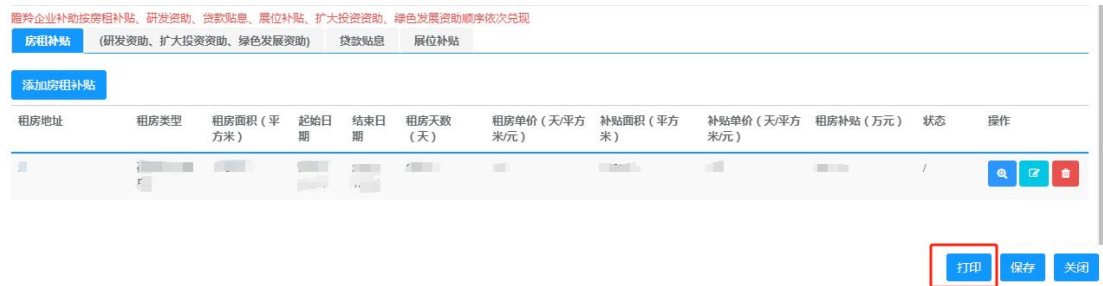 瞪羚企业补助按房租补贴、研发资助、贷款贴息、展位补贴、扩大投资资助、绿色发展资助顺序依次兑现
房租补贴 (研发资助、扩大投资资助、绿色发展资助) 贷款贴息 展位补贴
添加房租补贴
租房地址 租房类型 租房面积（平方米） 起始日期 结束日期 租房天数（天） 租房单价（天/平方米/元） 补贴面积（平方米） 补贴单价（天/平方米/元） 租房补贴（万元） 状态 操作
/
打印 保存 关闭